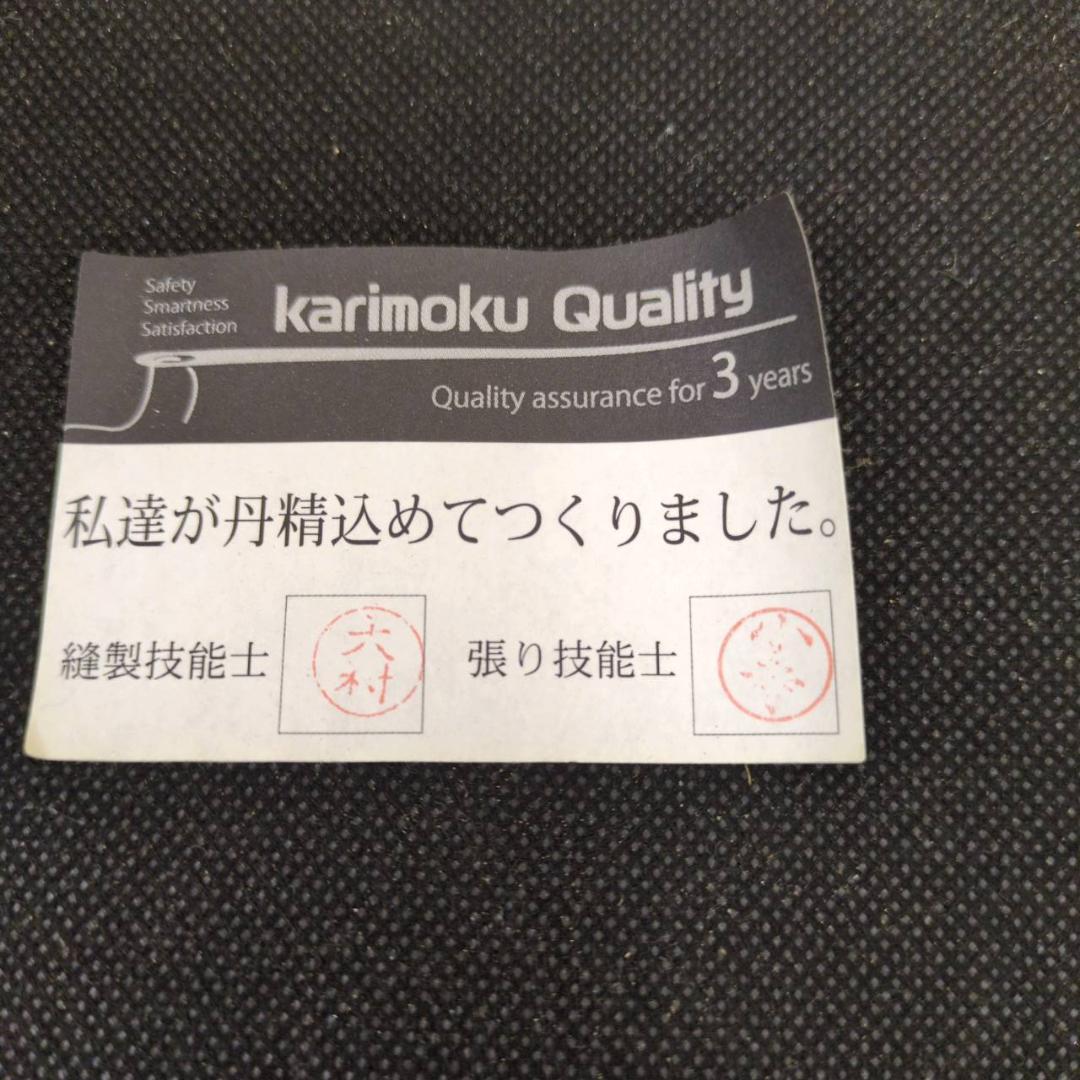 Safety
Smartness
Satisfaction
karimoku Quality
Quality assurance for 3 years
私達が丹精込めてつくりました。
縫製技能士
六村
張り技能士